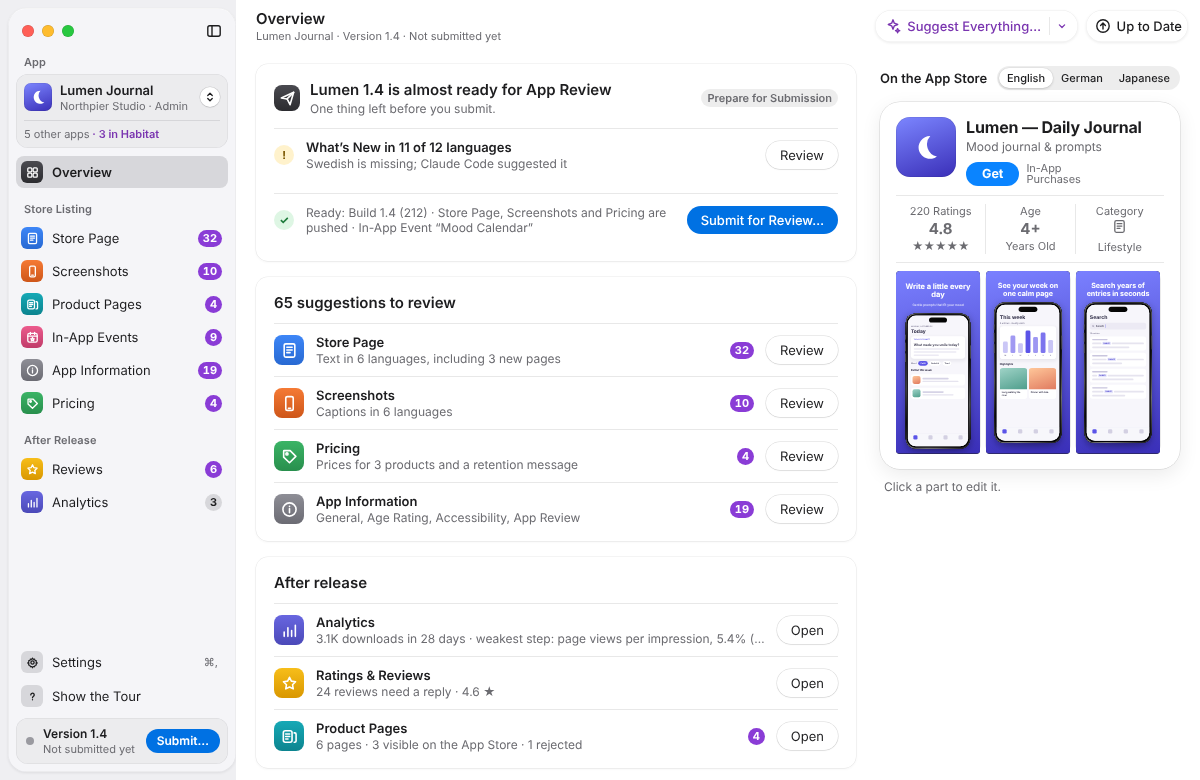 App
Lumen Journal
Northpier Studio · Admin
5 other apps · 3 in Habitat
Overview
Store Listing
Store Page 32
Screenshots 10
Product Pages 4
In-App Events 9
App Information 19
Pricing 4
After Release
Reviews 6
Analytics 3
Settings ⌘,
? Show the Tour
Version 1.4
Not submitted yet
Submit...
Overview
Lumen Journal · Version 1.4 · Not submitted yet
Suggest Everything...
Up to Date
Lumen 1.4 is almost ready for App Review
One thing left before you submit.
Prepare for Submission
! What's New in 11 of 12 languages
Swedish is missing; Claude Code suggested it
Review
Ready: Build 1.4 (212) · Store Page, Screenshots and Pricing are
pushed · In-App Event “Mood Calendar”
Submit for Review...
65 suggestions to review
Store Page
Text in 6 languages, including 3 new pages
32 Review
Screenshots
Captions in 6 languages
10 Review
Pricing
Prices for 3 products and a retention message
4 Review
App Information
General, Age Rating, Accessibility, App Review
19 Review
After release
Analytics
3.1K downloads in 28 days · weakest step: page views per impression, 5.4% (...
Open
Ratings & Reviews
24 reviews need a reply · 4.6 ★
Open
Product Pages
6 pages · 3 visible on the App Store · 1 rejected
4 Open
On the App Store
English German Japanese
Lumen — Daily Journal
Mood journal & prompts
Get
In-App
Purchases
220 Ratings
4.8
★★★★★
Age
4+
Years Old
Category
Lifestyle
Write a little every
day
Today
What made you smile today?
See your week on
one calm page
This week
Highlights
Search years of
entries in seconds
Search
Click a part to edit it.